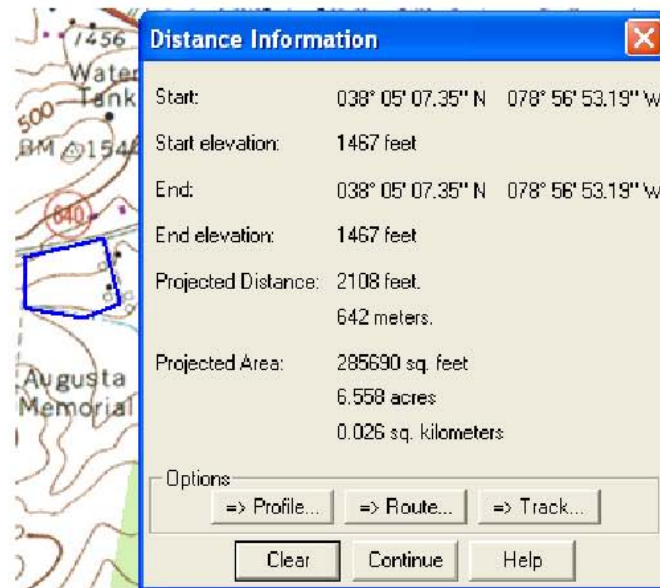 1456
Water
Tank
500
BM 154
640
Augusta
Memorial
Distance Information
Start: 038° 05' 07.35" N 078° 56' 53.19" W
Start elevation: 1467 feet
End: 038° 05' 07.35" N 078° 56' 53.19" W
End elevation: 1467 feet
Projected Distance: 2108 feet.
642 meters.
Projected Area: 285690 sq. feet
6.558 acres
0.026 sq. kilometers
Options
=> Profile... => Route... => Track...
Clear Continue Help